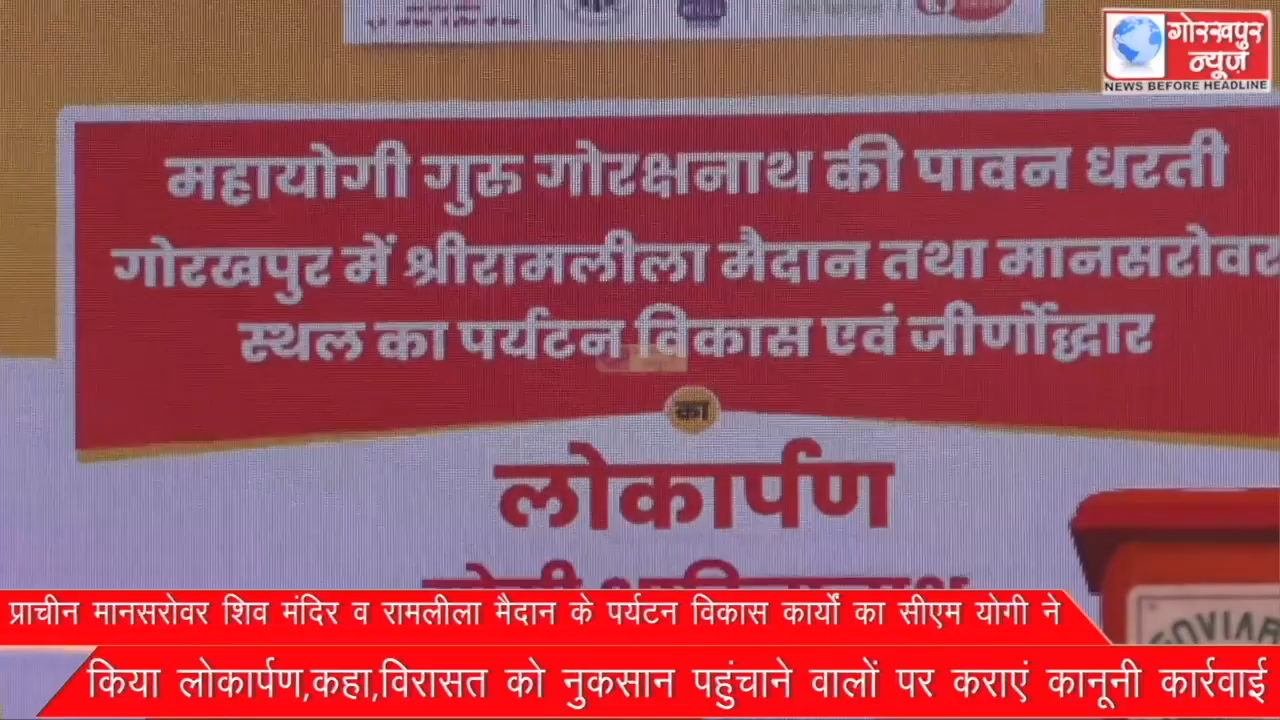 गोरखपुर
न्यूज़
NEWS BEFORE HEADLINE
महायोगी गुरु गोरक्षनाथ की पावन धरती
गोरखपुर में श्रीरामलीला मैदान तथा मानसरोवर
स्थल का पर्यटन विकास एवं जीर्णोद्धार
का
लोकार्पण
प्राचीन मानसरोवर शिव मंदिर व रामलीला मैदान के पर्यटन विकास कार्यों का सीएम योगी ने
किया लोकार्पण,कहा,विरासत को नुकसान पहुंचाने वालों पर कराएं कानूनी कार्रवाई